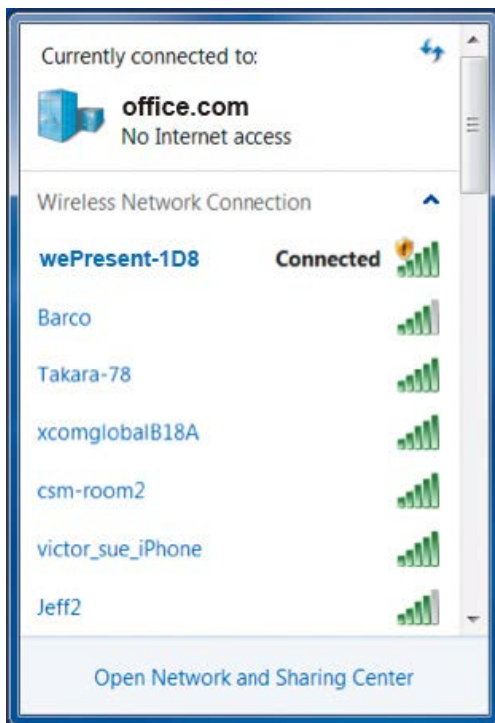 Currently connected to:
office.com
No Internet access
Wireless Network Connection
wePresent-1D8 Connected
Barco
Takara-78
xcomglobalB18A
csm-room2
victor_sue_iPhone
Jeff2
Open Network and Sharing Center